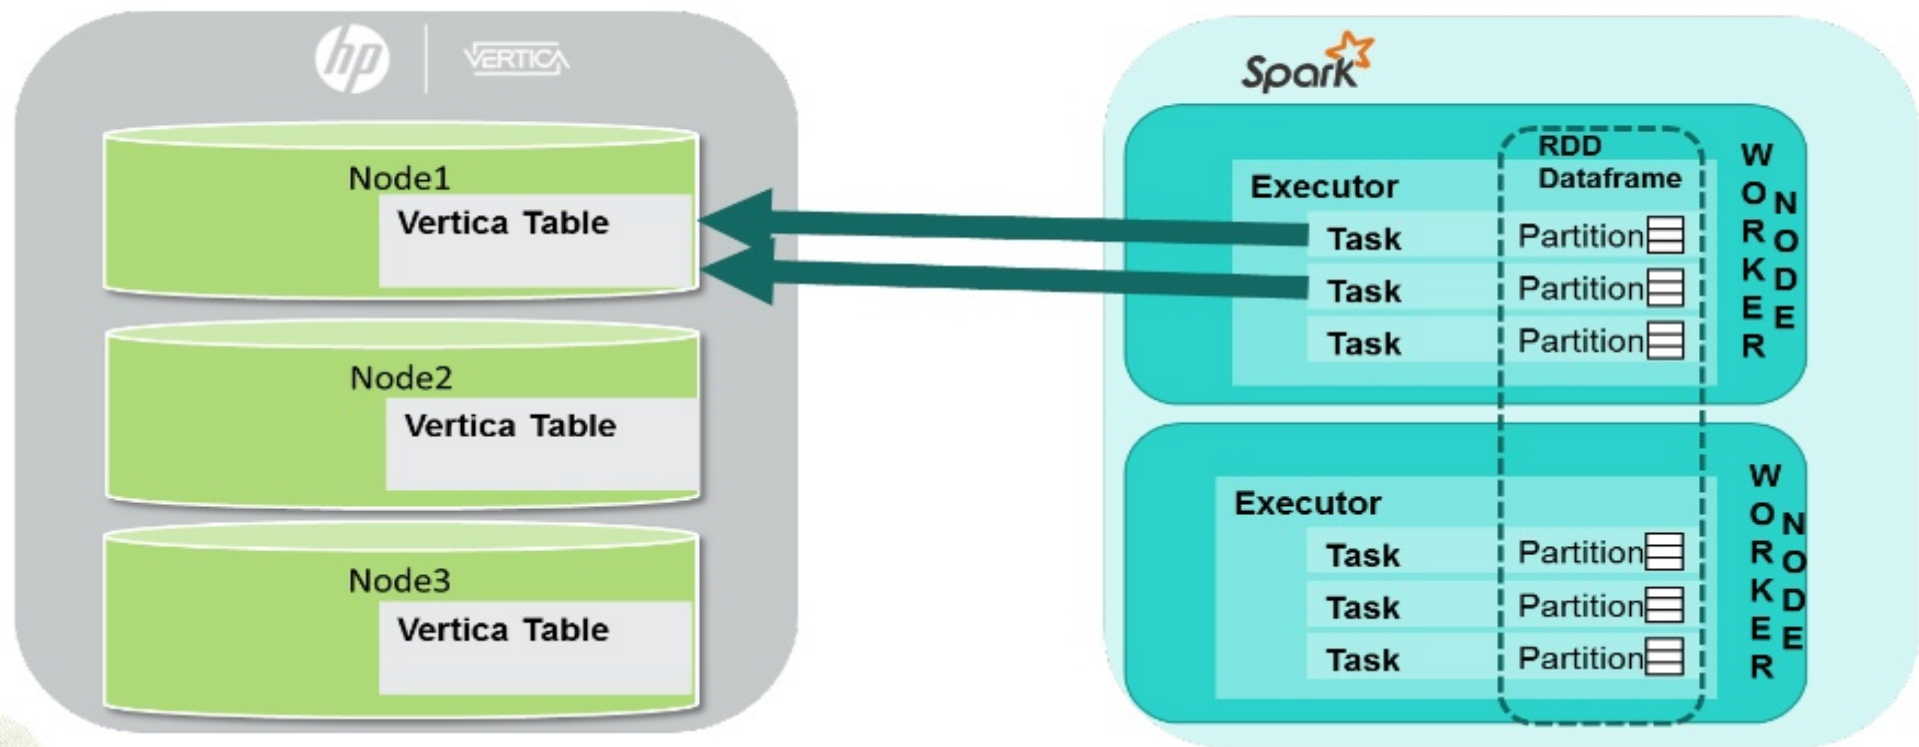 hp
VERTICA
Node1
Vertica Table
Node2
Vertica Table
Node3
Vertica Table
Spark
RDD
Dataframe
Executor
Task Partition
Task Partition
Task Partition
WORKER
NODE
Executor
Task Partition
Task Partition
Task Partition
WORKER
NODE